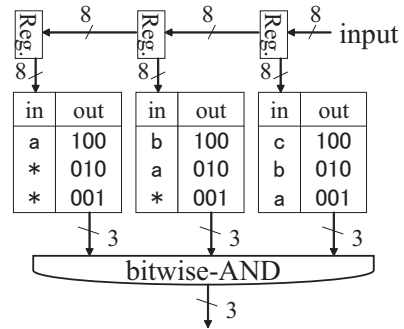 8 8 8
Reg. Reg. Reg. input
8 8 8
in out in out in out
a 100 b 100 c 100
* 010 a 010 b 010
* 001 * 001 a 001
3 3 3
bitwise-AND
3